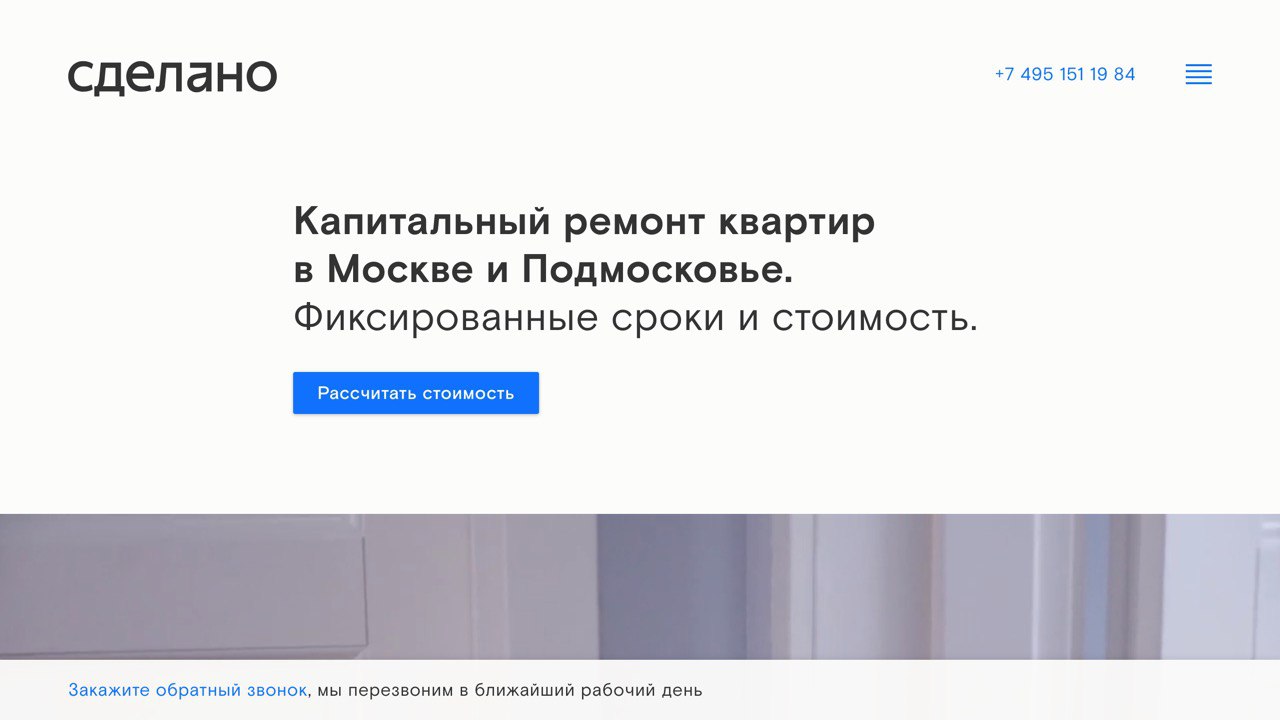 сделано
+7 495 151 19 84
Капитальный ремонт квартир
в Москве и Подмосковье.
Фиксированные сроки и стоимость.
Рассчитать стоимость
Закажите обратный звонок, мы перезвоним в ближайший рабочий день